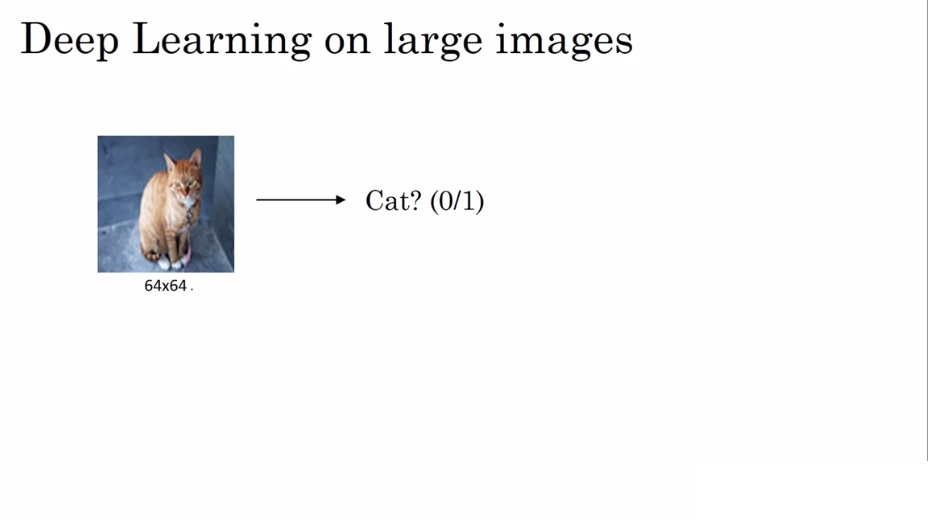 Deep Learning on large images
Cat? (0/1)
64x64 .